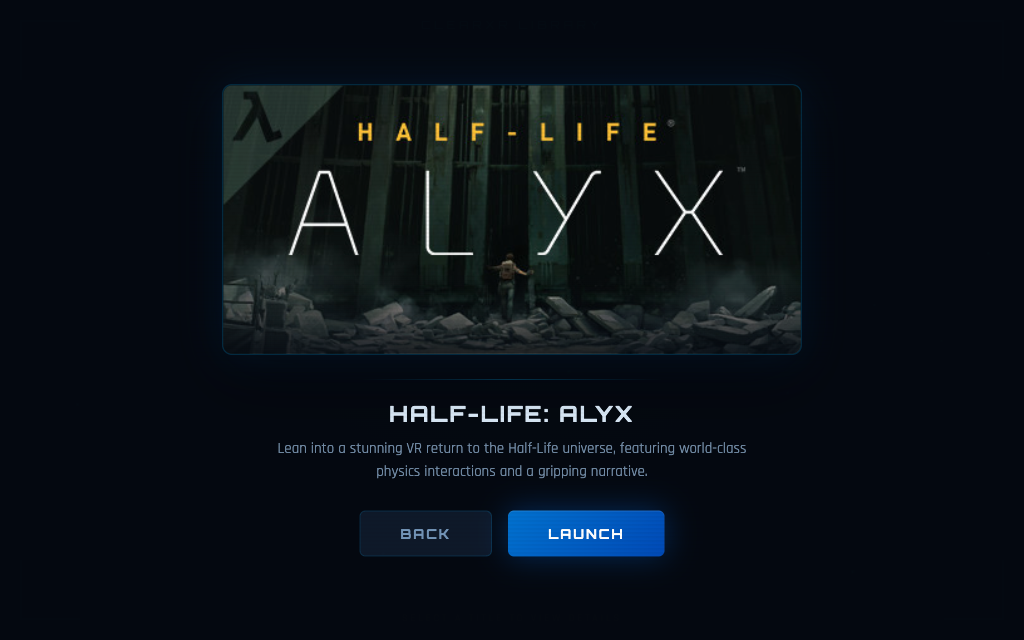 HALF-LIFE®
ALYX™
HALF-LIFE: ALYX
Lean into a stunning VR return to the Half-Life universe, featuring world-class
physics interactions and a gripping narrative.
BACK
LAUNCH